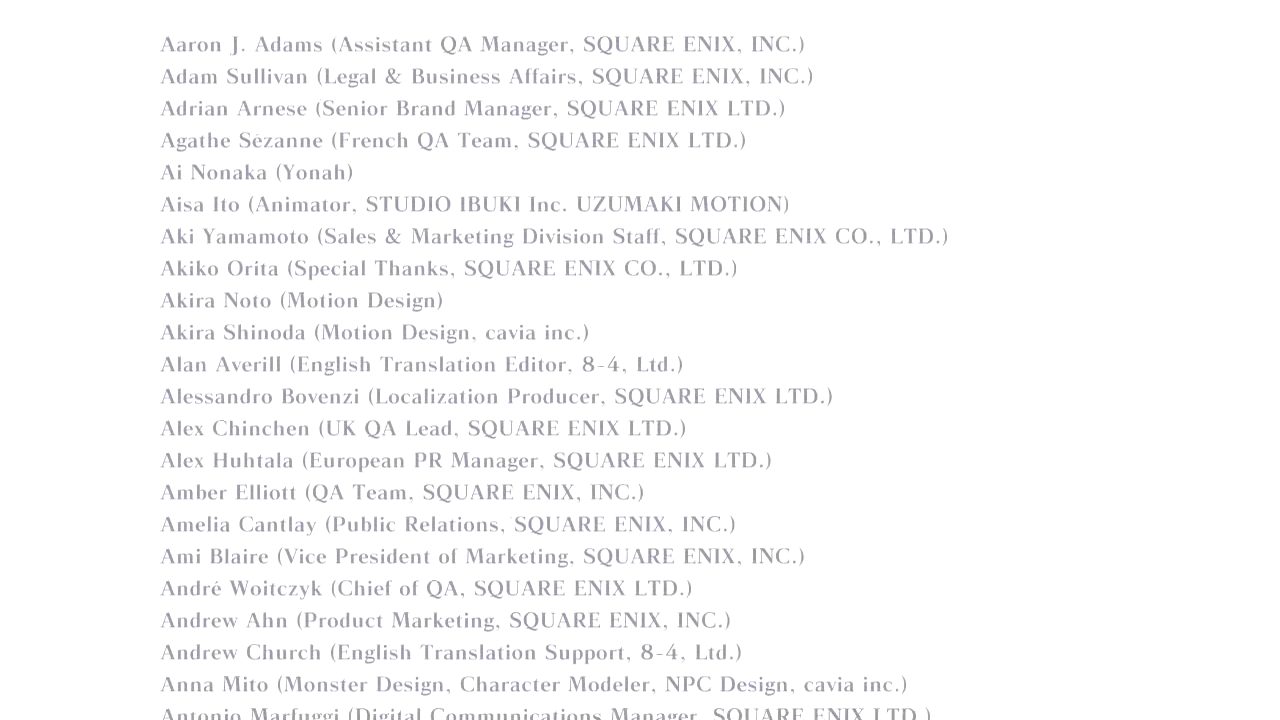 Aaron J. Adams (Assistant QA Manager, SQUARE ENIX, INC.)
Adam Sullivan (Legal & Business Affairs, SQUARE ENIX, INC.)
Adrian Arnese (Senior Brand Manager, SQUARE ENIX LTD.)
Agathe Sézanne (French QA Team, SQUARE ENIX LTD.)
Ai Nonaka (Yonah)
Aisa Ito (Animator, STUDIO IBUKI Inc. UZUMAKI MOTION)
Aki Yamamoto (Sales & Marketing Division Staff, SQUARE ENIX CO., LTD.)
Akiko Orita (Special Thanks, SQUARE ENIX CO., LTD.)
Akira Noto (Motion Design)
Akira Shinoda (Motion Design, cavia inc.)
Alan Averill (English Translation Editor, 8-4, Ltd.)
Alessandro Bovenzi (Localization Producer, SQUARE ENIX LTD.)
Alex Chinchen (UK QA Lead, SQUARE ENIX LTD.)
Alex Huhtala (European PR Manager, SQUARE ENIX LTD.)
Amber Elliott (QA Team, SQUARE ENIX, INC.)
Amelia Cantlay (Public Relations, SQUARE ENIX, INC.)
Ami Blaire (Vice President of Marketing, SQUARE ENIX, INC.)
André Woitczyk (Chief of QA, SQUARE ENIX LTD.)
Andrew Ahn (Product Marketing, SQUARE ENIX, INC.)
Andrew Church (English Translation Support, 8-4, Ltd.)
Anna Mito (Monster Design, Character Modeler, NPC Design, cavia inc.)
Antonio Marfuggi (Digital Communications Manager, SQUARE ENIX LTD.)